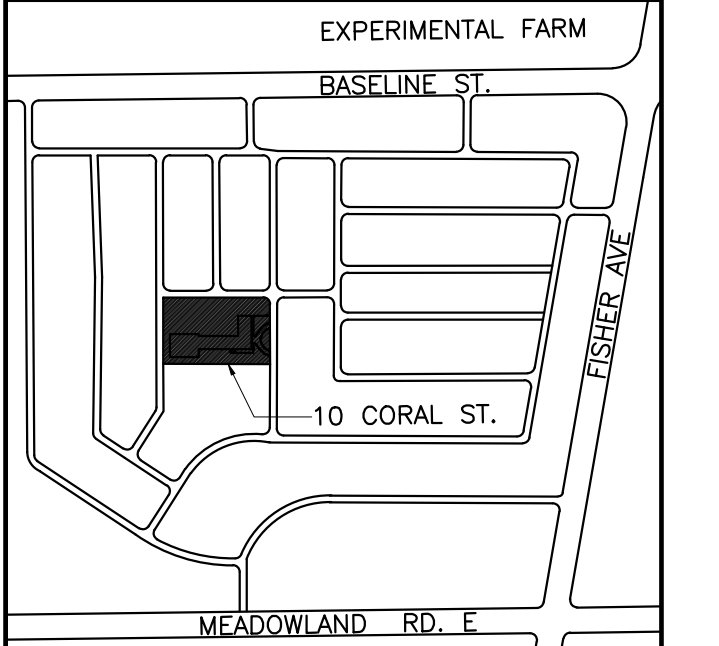 EXPERIMENTAL FARM
BASELINE ST.
FISHER AVE
10 CORAL ST.
MEADOWLAND RD. E